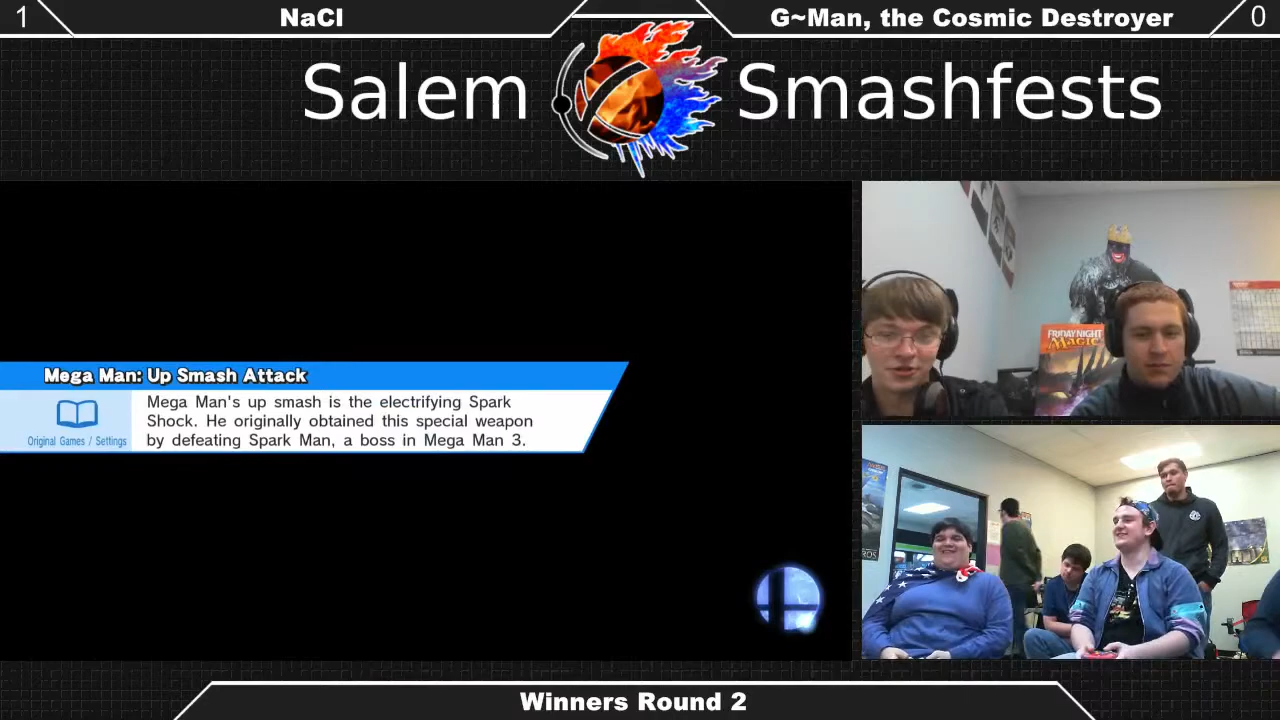 1
NaCl
G~Man, the Cosmic Destroyer
0
Salem Smashfests
Mega Man: Up Smash Attack
Original Games / Settings
Mega Man's up smash is the electrifying Spark
Shock. He originally obtained this special weapon
by defeating Spark Man, a boss in Mega Man 3.
FRIDAY NIGHT
MAGIC
Winners Round 2